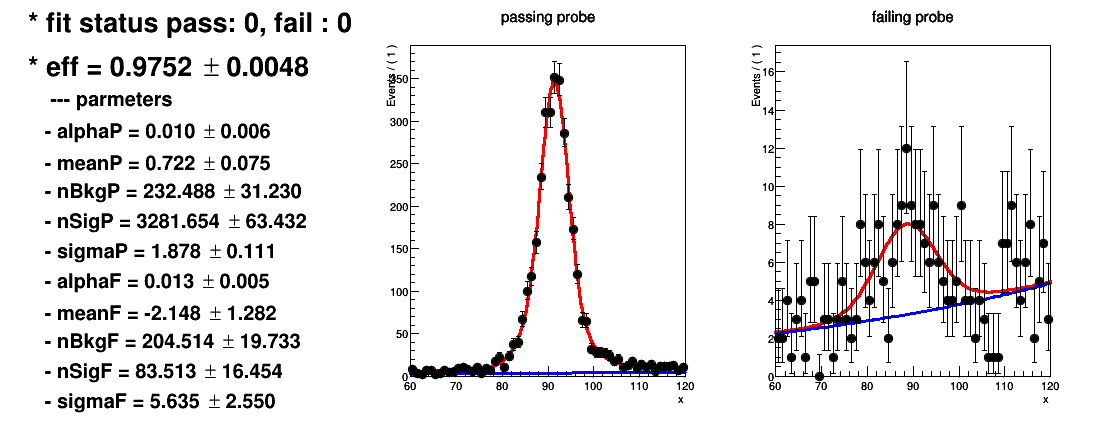 * fit status pass: 0, fail : 0
* eff = 0.9752 ± 0.0048
--- parmeters
- alphaP = 0.010 ± 0.006
- meanP = 0.722 ± 0.075
- nBkgP = 232.488 ± 31.230
- nSigP = 3281.654 ± 63.432
- sigmaP = 1.878 ± 0.111
- alphaF = 0.013 ± 0.005
- meanF = -2.148 ± 1.282
- nBkgF = 204.514 ± 19.733
- nSigF = 83.513 ± 16.454
- sigmaF = 5.635 ± 2.550
passing probe
Events / ( 1 )
350
300
250
200
150
100
50
0
60 70 80 90 100 110 120
x
failing probe
Events / ( 1 )
16
14
12
10
8
6
4
2
0
60 70 80 90 100 110 120
x